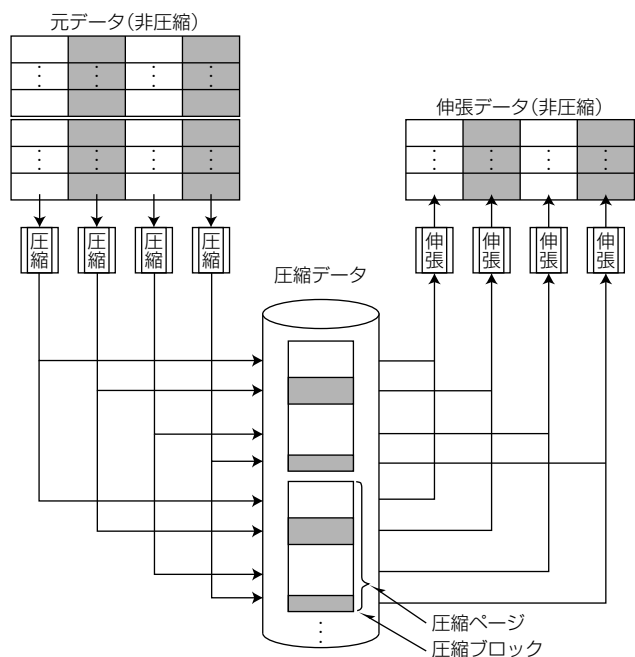 元データ(非圧縮)
伸張データ(非圧縮)
圧縮
圧縮
圧縮
圧縮
伸張
伸張
伸張
伸張
圧縮データ
圧縮ページ
圧縮ブロック